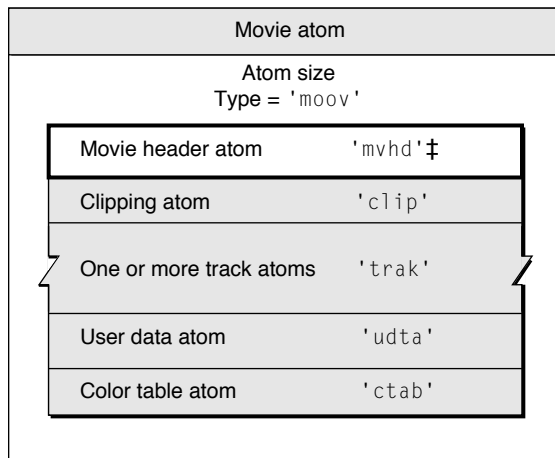 Movie atom
Atom size
Type = 'moov'
Movie header atom 'mvhd'‡
Clipping atom 'clip'
One or more track atoms 'trak'
User data atom 'udta'
Color table atom 'ctab'